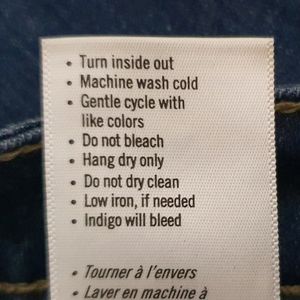 • Turn inside out
• Machine wash cold
• Gentle cycle with
like colors
• Do not bleach
• Hang dry only
• Do not dry clean
• Low iron, if needed
• Indigo will bleed
• Tourner à l'envers
• Laver en machine à